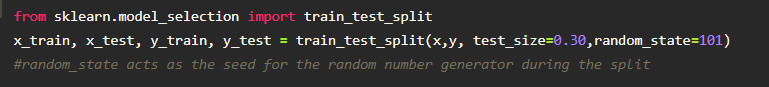 from sklearn.model_selection import train_test_split
x_train, x_test, y_train, y_test = train_test_split(x,y, test_size=0.30,random_state=101)
#random_state acts as the seed for the random number generator during the split